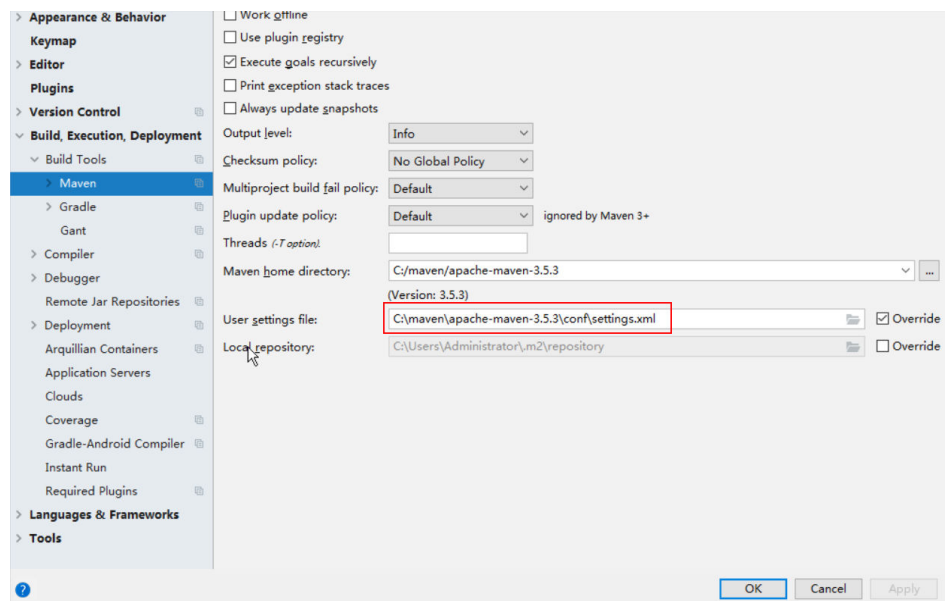 Appearance & Behavior
Keymap
Editor
Plugins
Version Control
Build, Execution, Deployment
Build Tools
Maven
Gradle
Gant
Compiler
Debugger
Remote Jar Repositories
Deployment
Arquillian Containers
Application Servers
Clouds
Coverage
Gradle-Android Compiler
Instant Run
Required Plugins
Languages & Frameworks
Tools
Work offline
Use plugin registry
Execute goals recursively
Print exception stack traces
Always update snapshots
Output level: Info
Checksum policy: No Global Policy
Multiproject build fail policy: Default
Plugin update policy: Default ignored by Maven 3+
Threads (-T option).
Maven home directory: C:/maven/apache-maven-3.5.3 ...
(Version: 3.5.3)
User settings file: C:\maven\apache-maven-3.5.3\conf\settings.xml Override
Local repository: C:\Users\Administrator\.m2\repository Override
? OK Cancel Apply